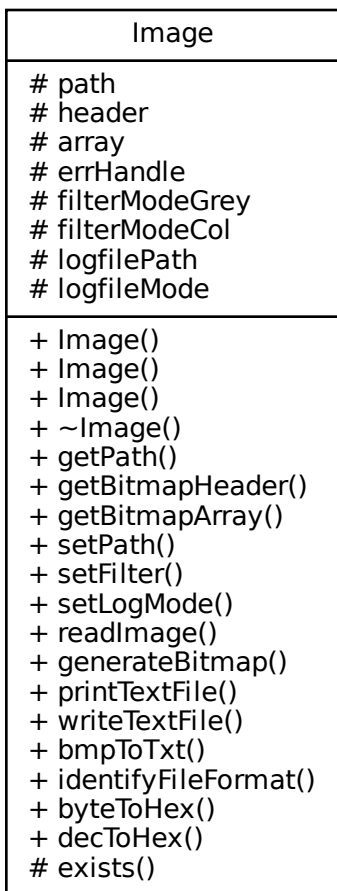 Image
# path
# header
# array
# errHandle
# filterModeGrey
# filterModeCol
# logfilePath
# logfileMode
+ Image()
+ Image()
+ Image()
+ ~Image()
+ getPath()
+ getBitmapHeader()
+ getBitmapArray()
+ setPath()
+ setFilter()
+ setLogMode()
+ readImage()
+ generateBitmap()
+ printTextFile()
+ writeTextFile()
+ bmpToTxt()
+ identifyFileFormat()
+ byteToHex()
+ decToHex()
# exists()